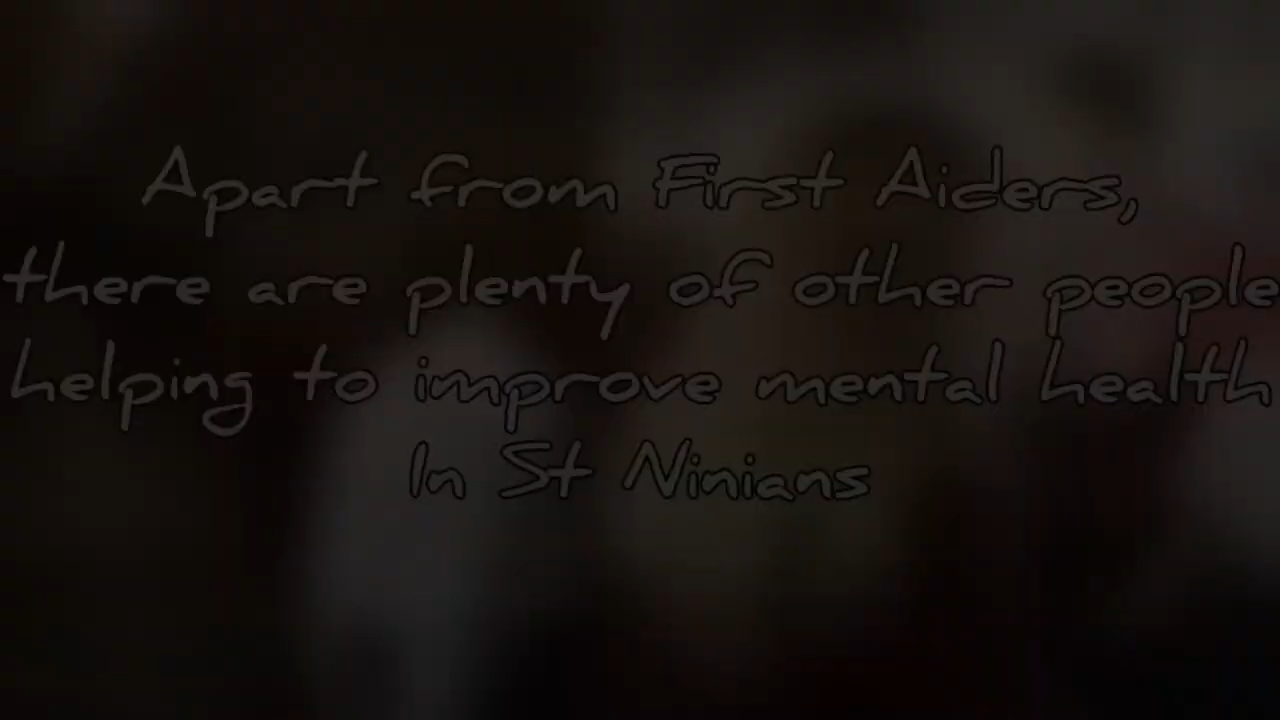 Apart from First Aiders,
there are plenty of other people
helping to improve mental health
In St Ninians